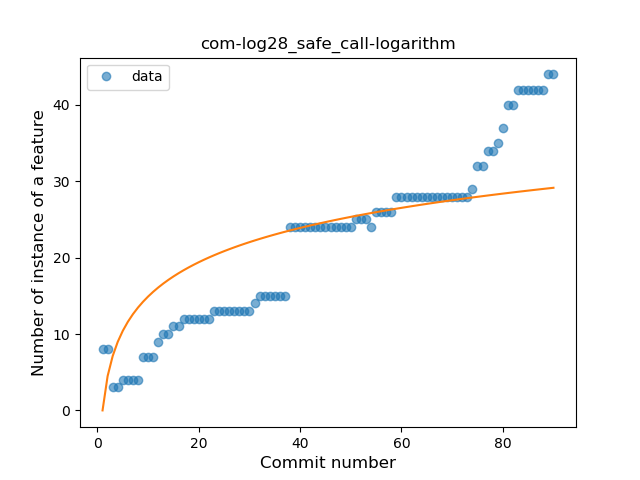 com-log28_safe_call-logarithm
data
Number of instance of a feature
40
30
20
10
0
0 20 40 60 80
Commit number